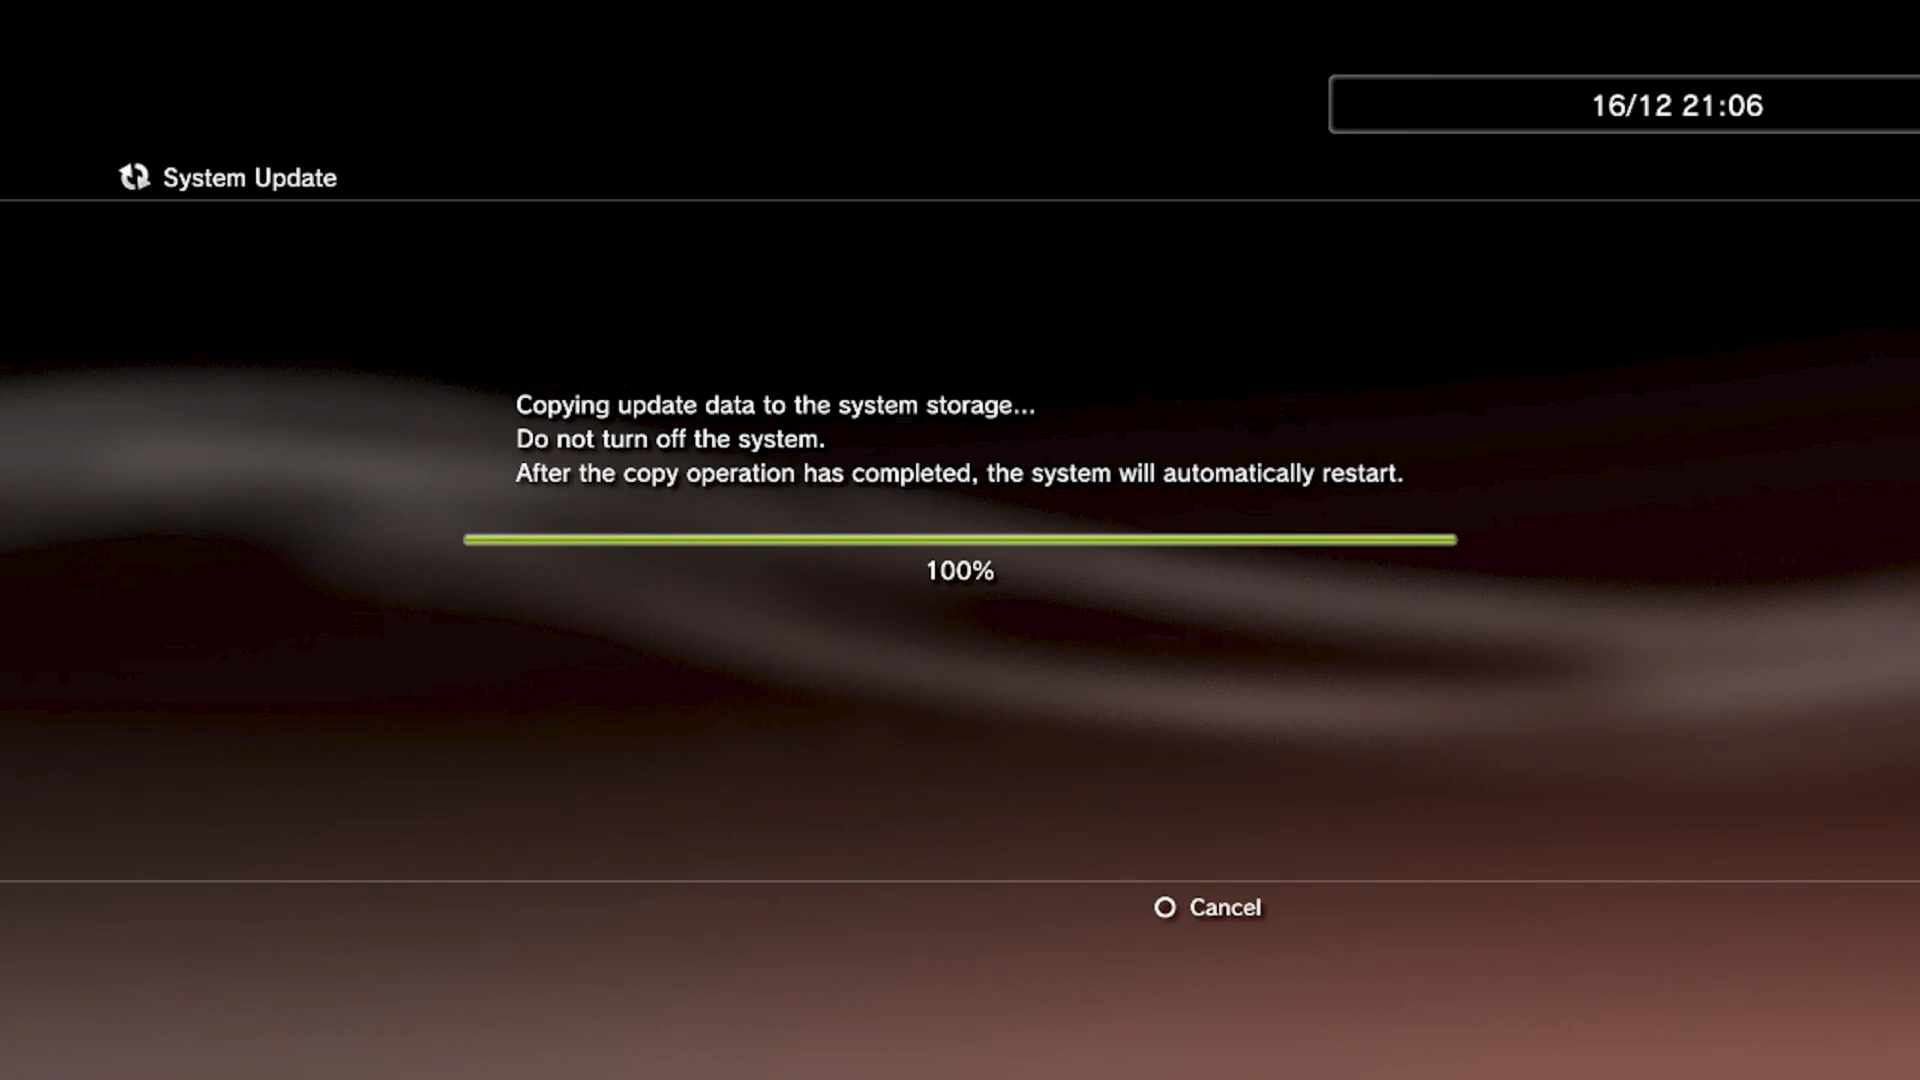 16/12 21:06
System Update
Copying update data to the system storage...
Do not turn off the system.
After the copy operation has completed, the system will automatically restart.
100%
Cancel